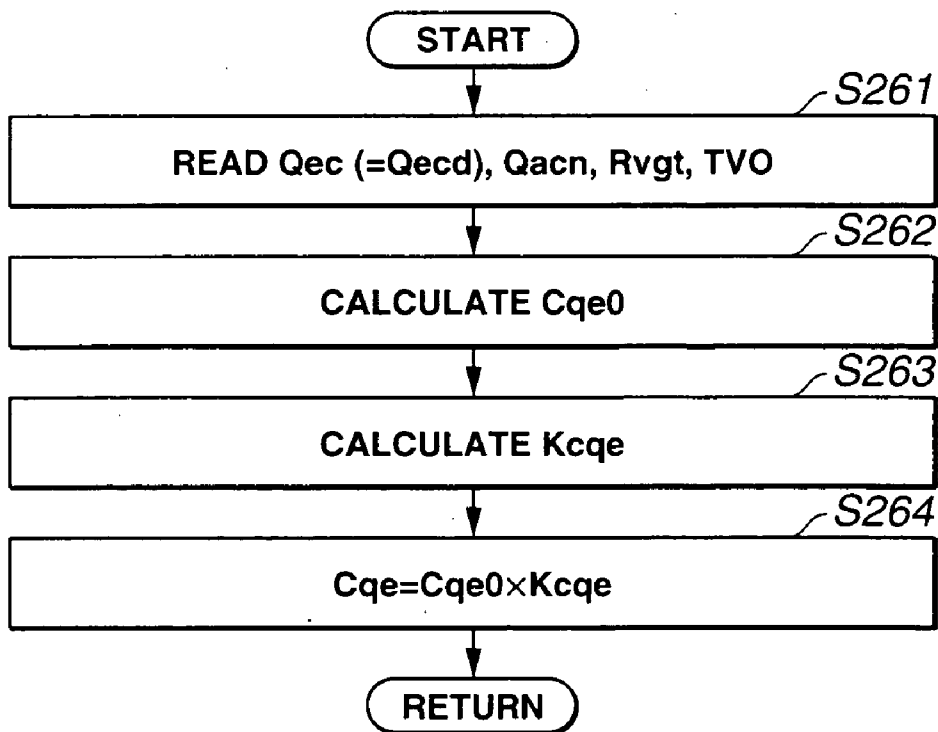 START
S261
READ Qec (=Qecd), Qacn, Rvgt, TVO
S262
CALCULATE Cqe0
S263
CALCULATE Kcqe
S264
Cqe=Cqe0×Kcqe
RETURN